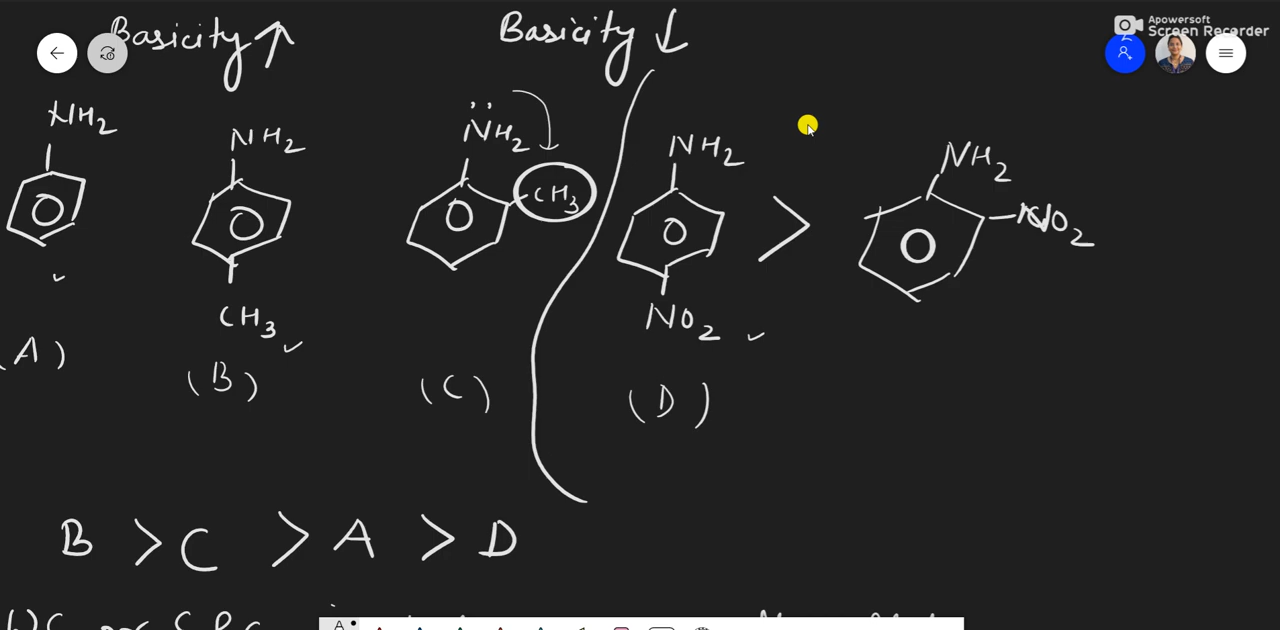 Basicity ↑
Basicity ↓
Apowersoft
Screen Recorder
NH2
NH2
CH3
(A)
(B)
NH2
CH3
(C)
NH2
NO2
(D)
>
NH2
NO2
B > C > A > D
A